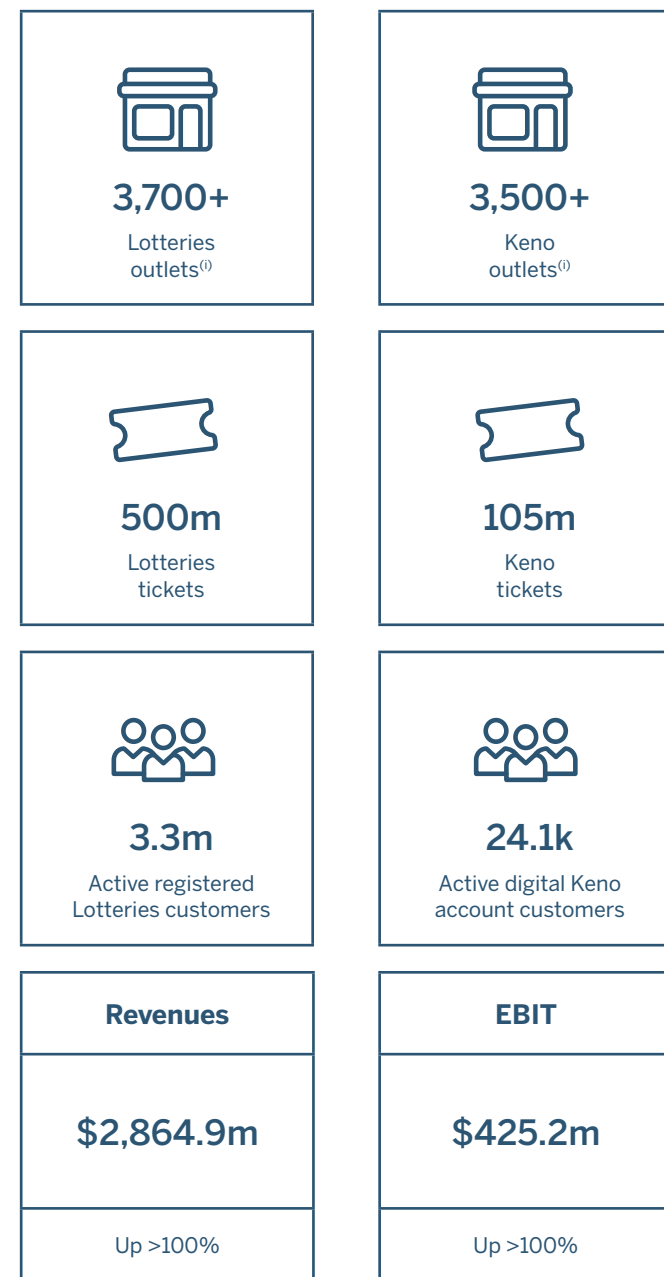 3,700+
Lotteries
outlets(i)
3,500+
Keno
outlets(i)
500m
Lotteries
tickets
105m
Keno
tickets
3.3m
Active registered
Lotteries customers
24.1k
Active digital Keno
account customers
Revenues
$2,864.9m
Up >100%
EBIT
$425.2m
Up >100%